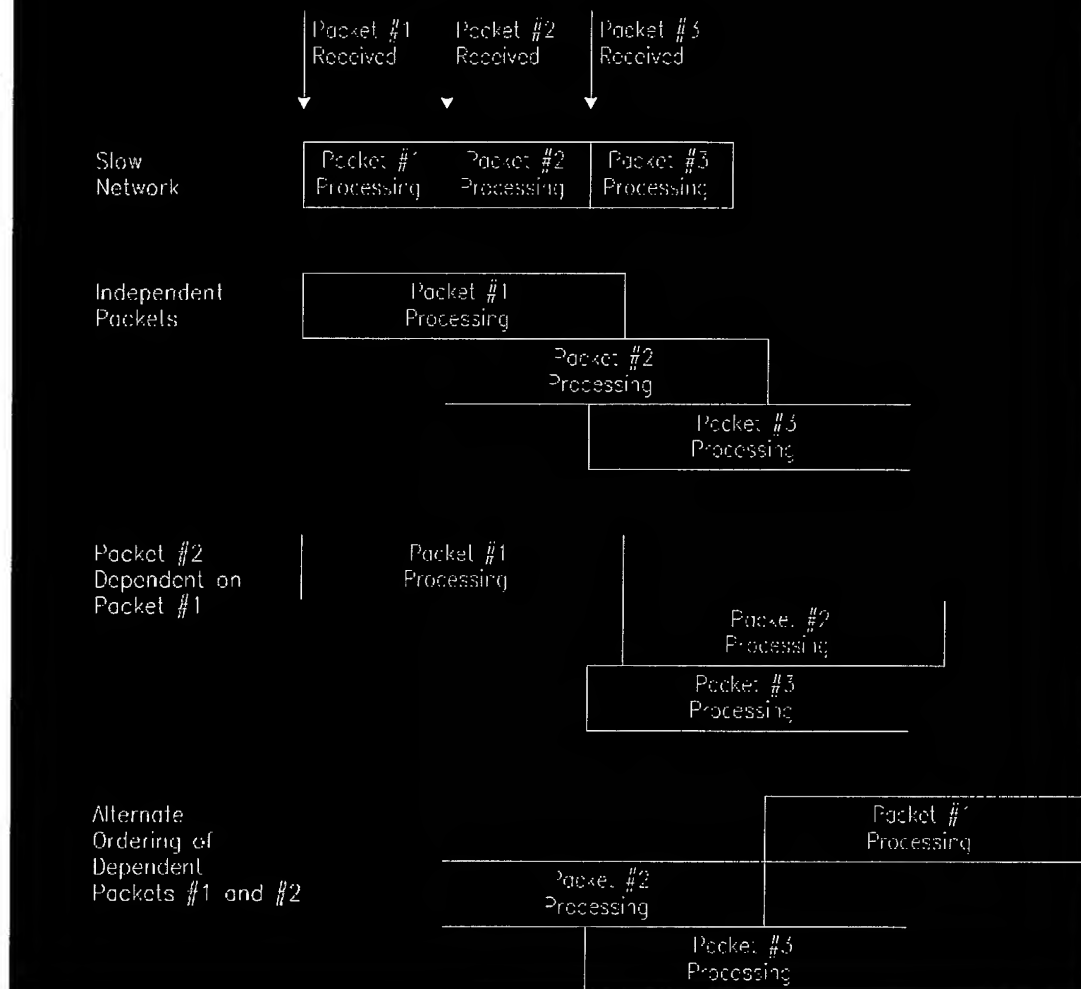 Packet #1 Packet #2 Packet #3
Received Received Received
Slow
Network
Packet #1 Packet #2 Packet #3
Processing Processing Processing
Independent
Packets
Packet #1
Processing
Packet #2
Processing
Packet #3
Processing
Packet #2
Dependent on
Packet #1
Packet #1
Processing
Packet #2
Processing
Packet #3
Processing
Alternate
Ordering of
Dependent
Packets #1 and #2
Packet #1
Processing
Packet #2
Processing
Packet #3
Processing